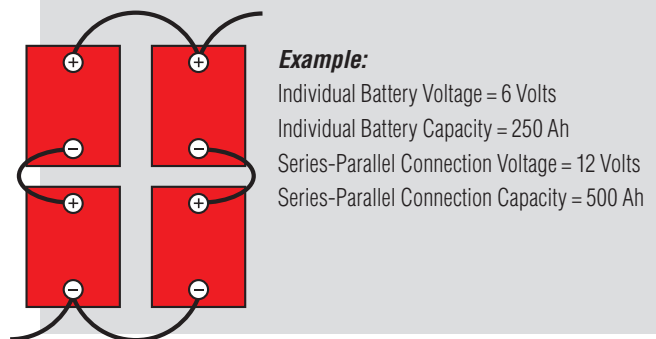 +
+
−
−
+
+
−
−
Example:
Individual Battery Voltage = 6 Volts
Individual Battery Capacity = 250 Ah
Series-Parallel Connection Voltage = 12 Volts
Series-Parallel Connection Capacity = 500 Ah